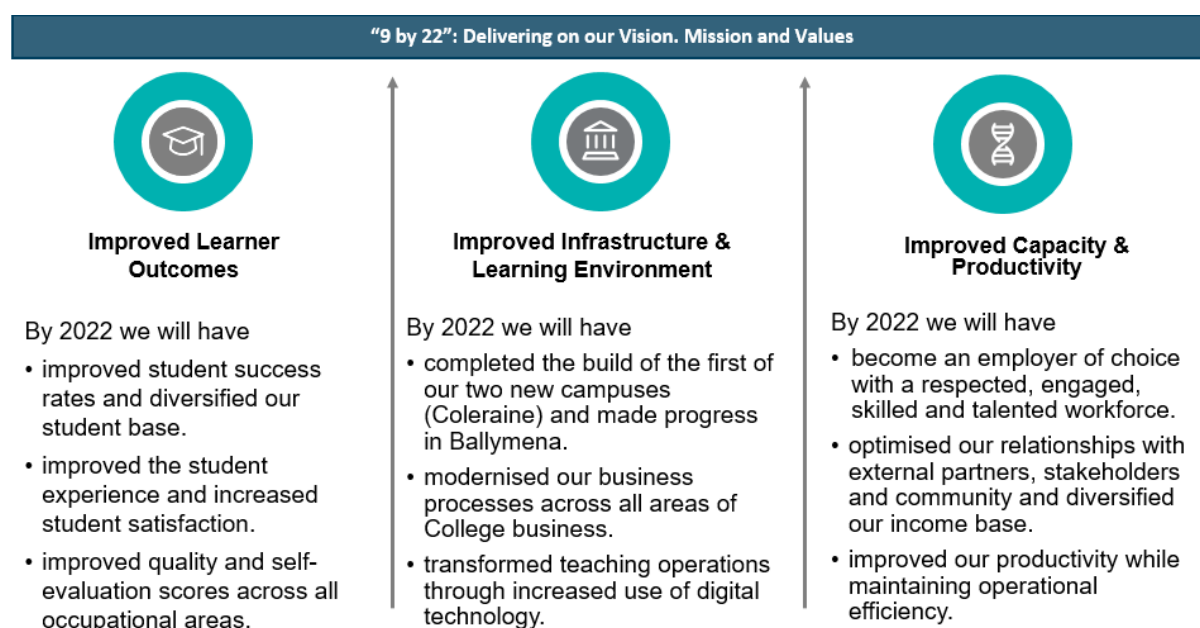 “9 by 22”: Delivering on our Vision. Mission and Values
Improved Learner
Outcomes
By 2022 we will have
• improved student success
rates and diversified our
student base.
• improved the student
experience and increased
student satisfaction.
• improved quality and self-
evaluation scores across all
occupational areas.
Improved Infrastructure &
Learning Environment
By 2022 we will have
• completed the build of the first of
our two new campuses
(Coleraine) and made progress
in Ballymena.
• modernised our business
processes across all areas of
College business.
• transformed teaching operations
through increased use of digital
technology.
Improved Capacity &
Productivity
By 2022 we will have
• become an employer of choice
with a respected, engaged,
skilled and talented workforce.
• optimised our relationships with
external partners, stakeholders
and community and diversified
our income base.
• improved our productivity while
maintaining operational
efficiency.